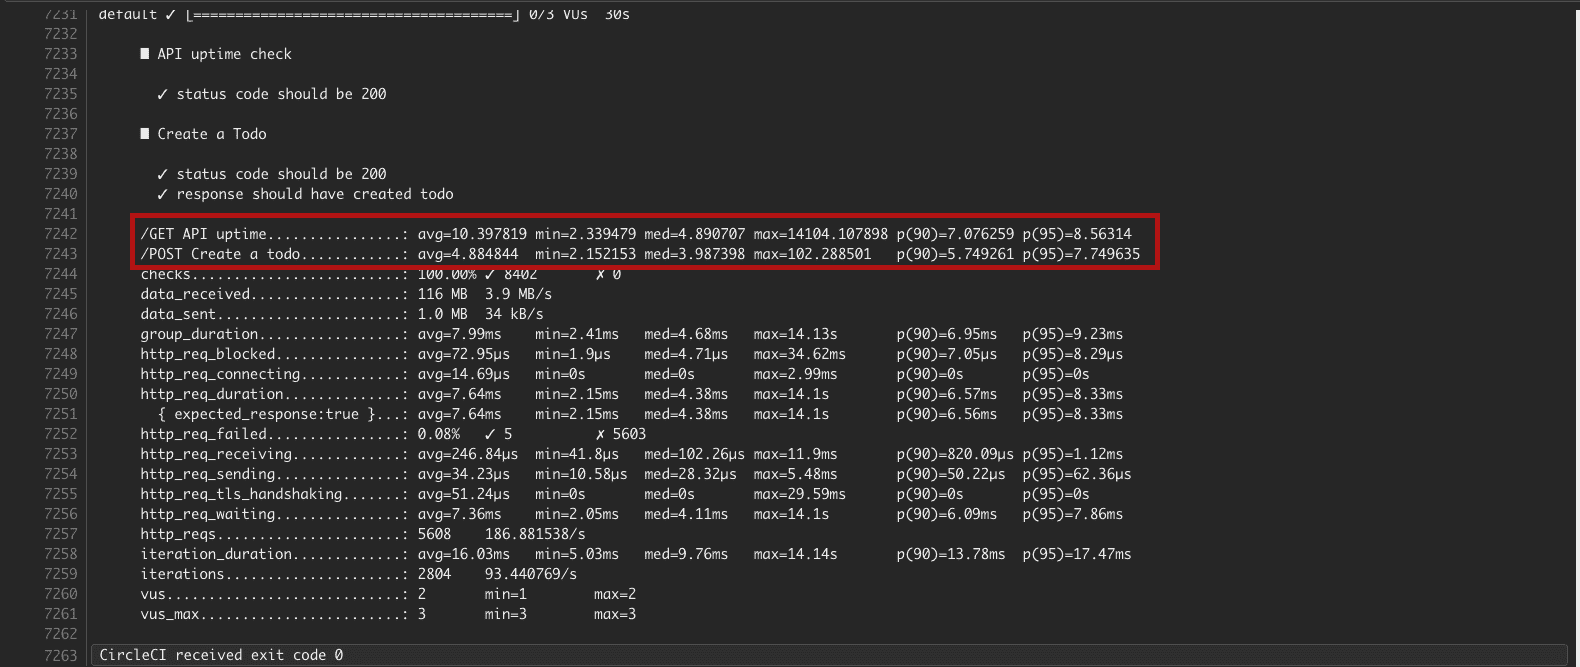 7231 default ✓ [======================================] 0/3 VUs  30s
7232
7233      █ API uptime check
7234
7235        ✓ status code should be 200
7236
7237      █ Create a Todo
7238
7239        ✓ status code should be 200
7240        ✓ response should have created todo
7241
7242      /GET API uptime................: avg=10.397819 min=2.339479 med=4.890707 max=14104.107898 p(90)=7.076259 p(95)=8.56314
7243      /POST Create a todo............: avg=4.884844  min=2.152153 med=3.987398 max=102.288501   p(90)=5.749261 p(95)=7.749635
7244      checks.........................: 100.00% ✓ 8402       ✗ 0
7245      data_received..................: 116 MB  3.9 MB/s
7246      data_sent......................: 1.0 MB  34 kB/s
7247      group_duration.................: avg=7.99ms    min=2.41ms   med=4.68ms   max=14.13s       p(90)=6.95ms   p(95)=9.23ms
7248      http_req_blocked...............: avg=72.95µs   min=1.9µs    med=4.71µs   max=34.62ms      p(90)=7.05µs   p(95)=8.29µs
7249      http_req_connecting............: avg=14.69µs   min=0s       med=0s       max=2.99ms       p(90)=0s       p(95)=0s
7250      http_req_duration..............: avg=7.64ms    min=2.15ms   med=4.38ms   max=14.1s        p(90)=6.57ms   p(95)=8.33ms
7251        { expected_response:true }...: avg=7.64ms    min=2.15ms   med=4.38ms   max=14.1s        p(90)=6.56ms   p(95)=8.33ms
7252      http_req_failed................: 0.08%   ✓ 5          ✗ 5603
7253      http_req_receiving.............: avg=246.84µs  min=41.8µs   med=102.26µs max=11.9ms       p(90)=820.09µs p(95)=1.12ms
7254      http_req_sending...............: avg=34.23µs   min=10.58µs  med=28.32µs  max=5.48ms       p(90)=50.22µs  p(95)=62.36µs
7255      http_req_tls_handshaking.......: avg=51.24µs   min=0s       med=0s       max=29.59ms      p(90)=0s       p(95)=0s
7256      http_req_waiting...............: avg=7.36ms    min=2.05ms   med=4.11ms   max=14.1s        p(90)=6.09ms   p(95)=7.86ms
7257      http_reqs......................: 5608    186.881538/s
7258      iteration_duration.............: avg=16.03ms   min=5.03ms   med=9.76ms   max=14.14s       p(90)=13.78ms  p(95)=17.47ms
7259      iterations.....................: 2804    93.440769/s
7260      vus............................: 2       min=1        max=2
7261      vus_max........................: 3       min=3        max=3
7262
7263 CircleCI received exit code 0